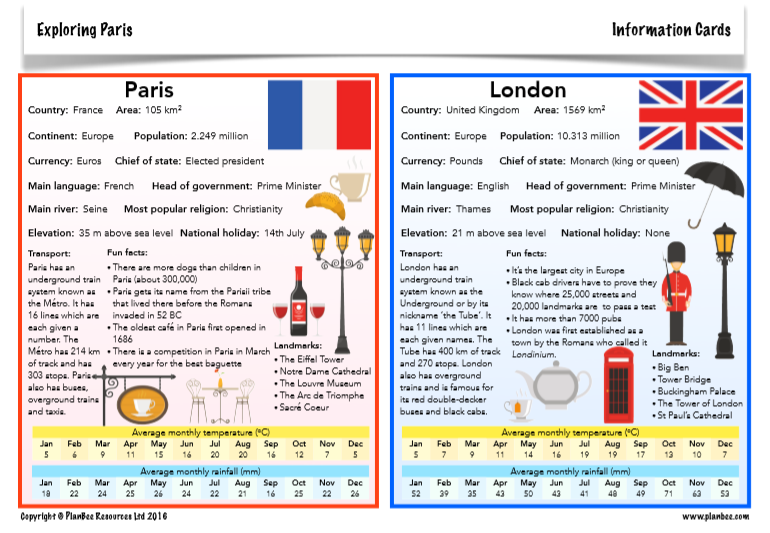 Exploring Paris
Information Cards
Paris
Country: France Area: 105 km²
Continent: Europe Population: 2.249 million
Currency: Euros Chief of state: Elected president
Main language: French Head of government: Prime Minister
Main river: Seine Most popular religion: Christianity
Elevation: 35 m above sea level National holiday: 14th July
Transport:
Paris has an
underground train
system known as
the Métro. It has
16 lines which are
each given a
number. The
Métro has 214 km
of track and has
303 stops. Paris
also has buses,
overground trains
and taxis.
Fun facts:
• There are more dogs than children in
Paris (about 300,000)
• Paris gets its name from the Parisii tribe
that lived there before the Romans
invaded in 52 BC
• The oldest café in Paris first opened in
1686
• There is a competition in Paris in March
every year for the best baguette
Landmarks:
• The Eiffel Tower
• Notre Dame Cathedral
• The Louvre Museum
• The Arc de Triomphe
• Sacré Coeur
Average monthly temperature (°C)
Jan Feb Mar Apr May Jun Jul Aug Sep Oct Nov Dec
5 6 9 11 15 16 20 20 16 12 7 5
Average monthly rainfall (mm)
Jan Feb Mar Apr May Jun Jul Aug Sep Oct Nov Dec
18 22 24 25 26 24 22 21 16 25 22 26
London
Country: United Kingdom Area: 1569 km²
Continent: Europe Population: 10.313 million
Currency: Pounds Chief of state: Monarch (king or queen)
Main language: English Head of government: Prime Minister
Main river: Thames Most popular religion: Christianity
Elevation: 21 m above sea level National holiday: None
Transport:
London has an
underground train
system known as the
Underground or by its
nickname ‘the Tube’. It
has 11 lines which are
each given names. The
Tube has 400 km of track
and 270 stops. London
also has overground
trains and is famous for
its red double-decker
buses and black cabs.
Fun facts:
• It’s the largest city in Europe
• Black cab drivers have to prove they
know where 25,000 streets and
20,000 landmarks are to pass a test
• It has more than 7000 pubs
• London was first established as a
town by the Romans who called it
Londinium.
Landmarks:
• Big Ben
• Tower Bridge
• Buckingham Palace
• The Tower of London
• St Paul’s Cathedral
Average monthly temperature (°C)
Jan Feb Mar Apr May Jun Jul Aug Sep Oct Nov Dec
5 7 9 11 14 16 19 19 17 13 10 7
Average monthly rainfall (mm)
Jan Feb Mar Apr May Jun Jul Aug Sep Oct Nov Dec
52 39 35 43 50 43 41 48 49 71 63 53
Copyright © PlanBee Resources Ltd 2016
www.planbee.com